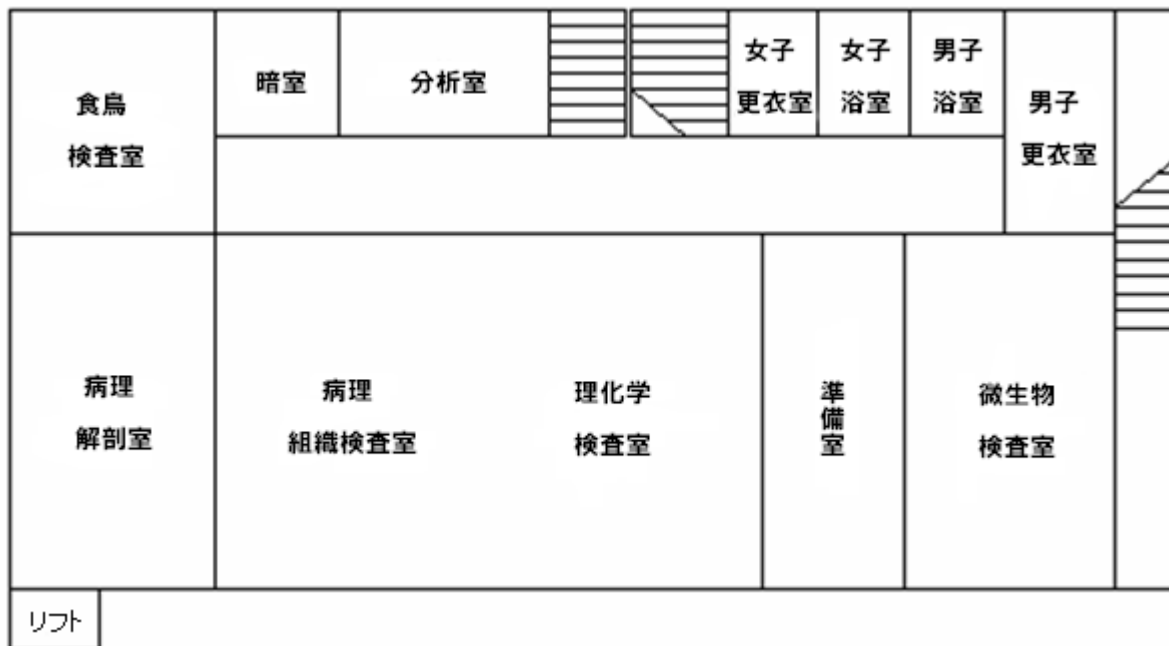 食鳥
検査室
暗室
分析室
女子
更衣室
女子
浴室
男子
浴室
男子
更衣室
病理
解剖室
病理
組織検査室
理化学
検査室
準備室
微生物
検査室
リフト